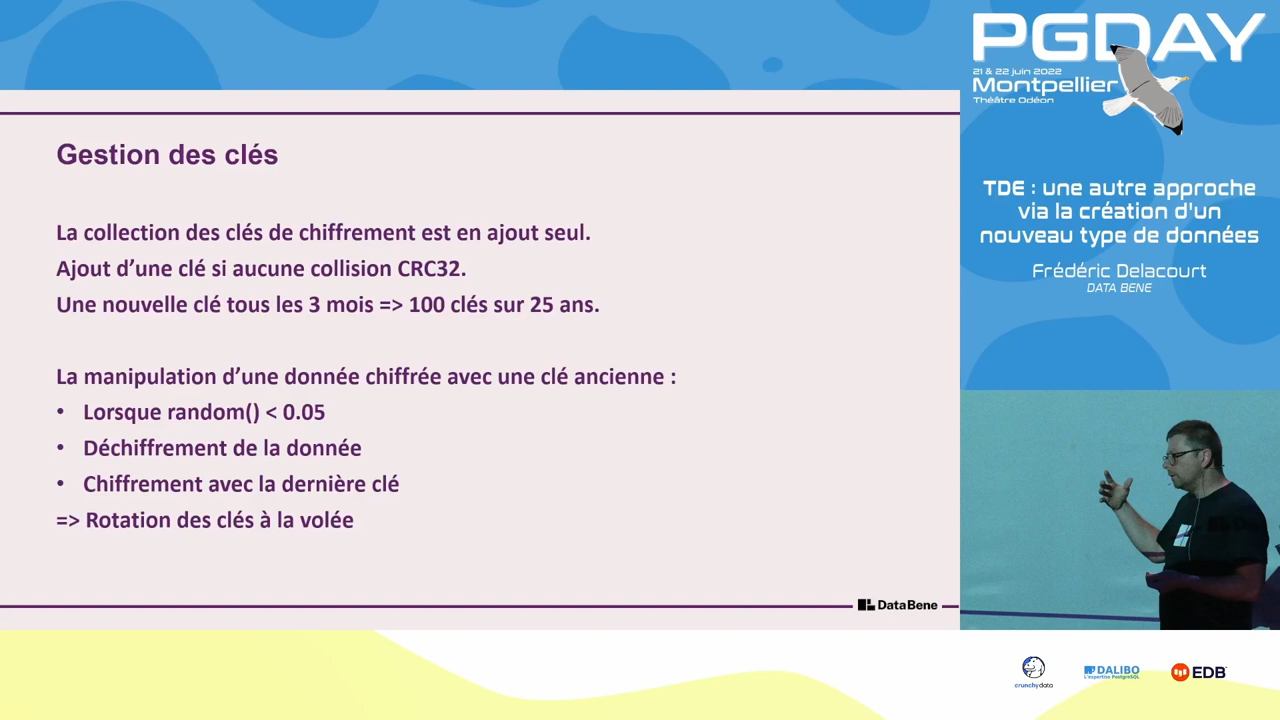 PGDAY
21 & 22 juin 2022
Montpellier
Théâtre Odéon
TDE : une autre approche
via la création d'un
nouveau type de données
Frédéric Delacourt
DATA BENE
Gestion des clés
La collection des clés de chiffrement est en ajout seul.
Ajout d’une clé si aucune collision CRC32.
Une nouvelle clé tous les 3 mois => 100 clés sur 25 ans.
La manipulation d’une donnée chiffrée avec une clé ancienne :
• Lorsque random() < 0.05
• Déchiffrement de la donnée
• Chiffrement avec la dernière clé
=> Rotation des clés à la volée
Data Bene
crunchydata
DALIBO
L'expertise PostgreSQL
EDB